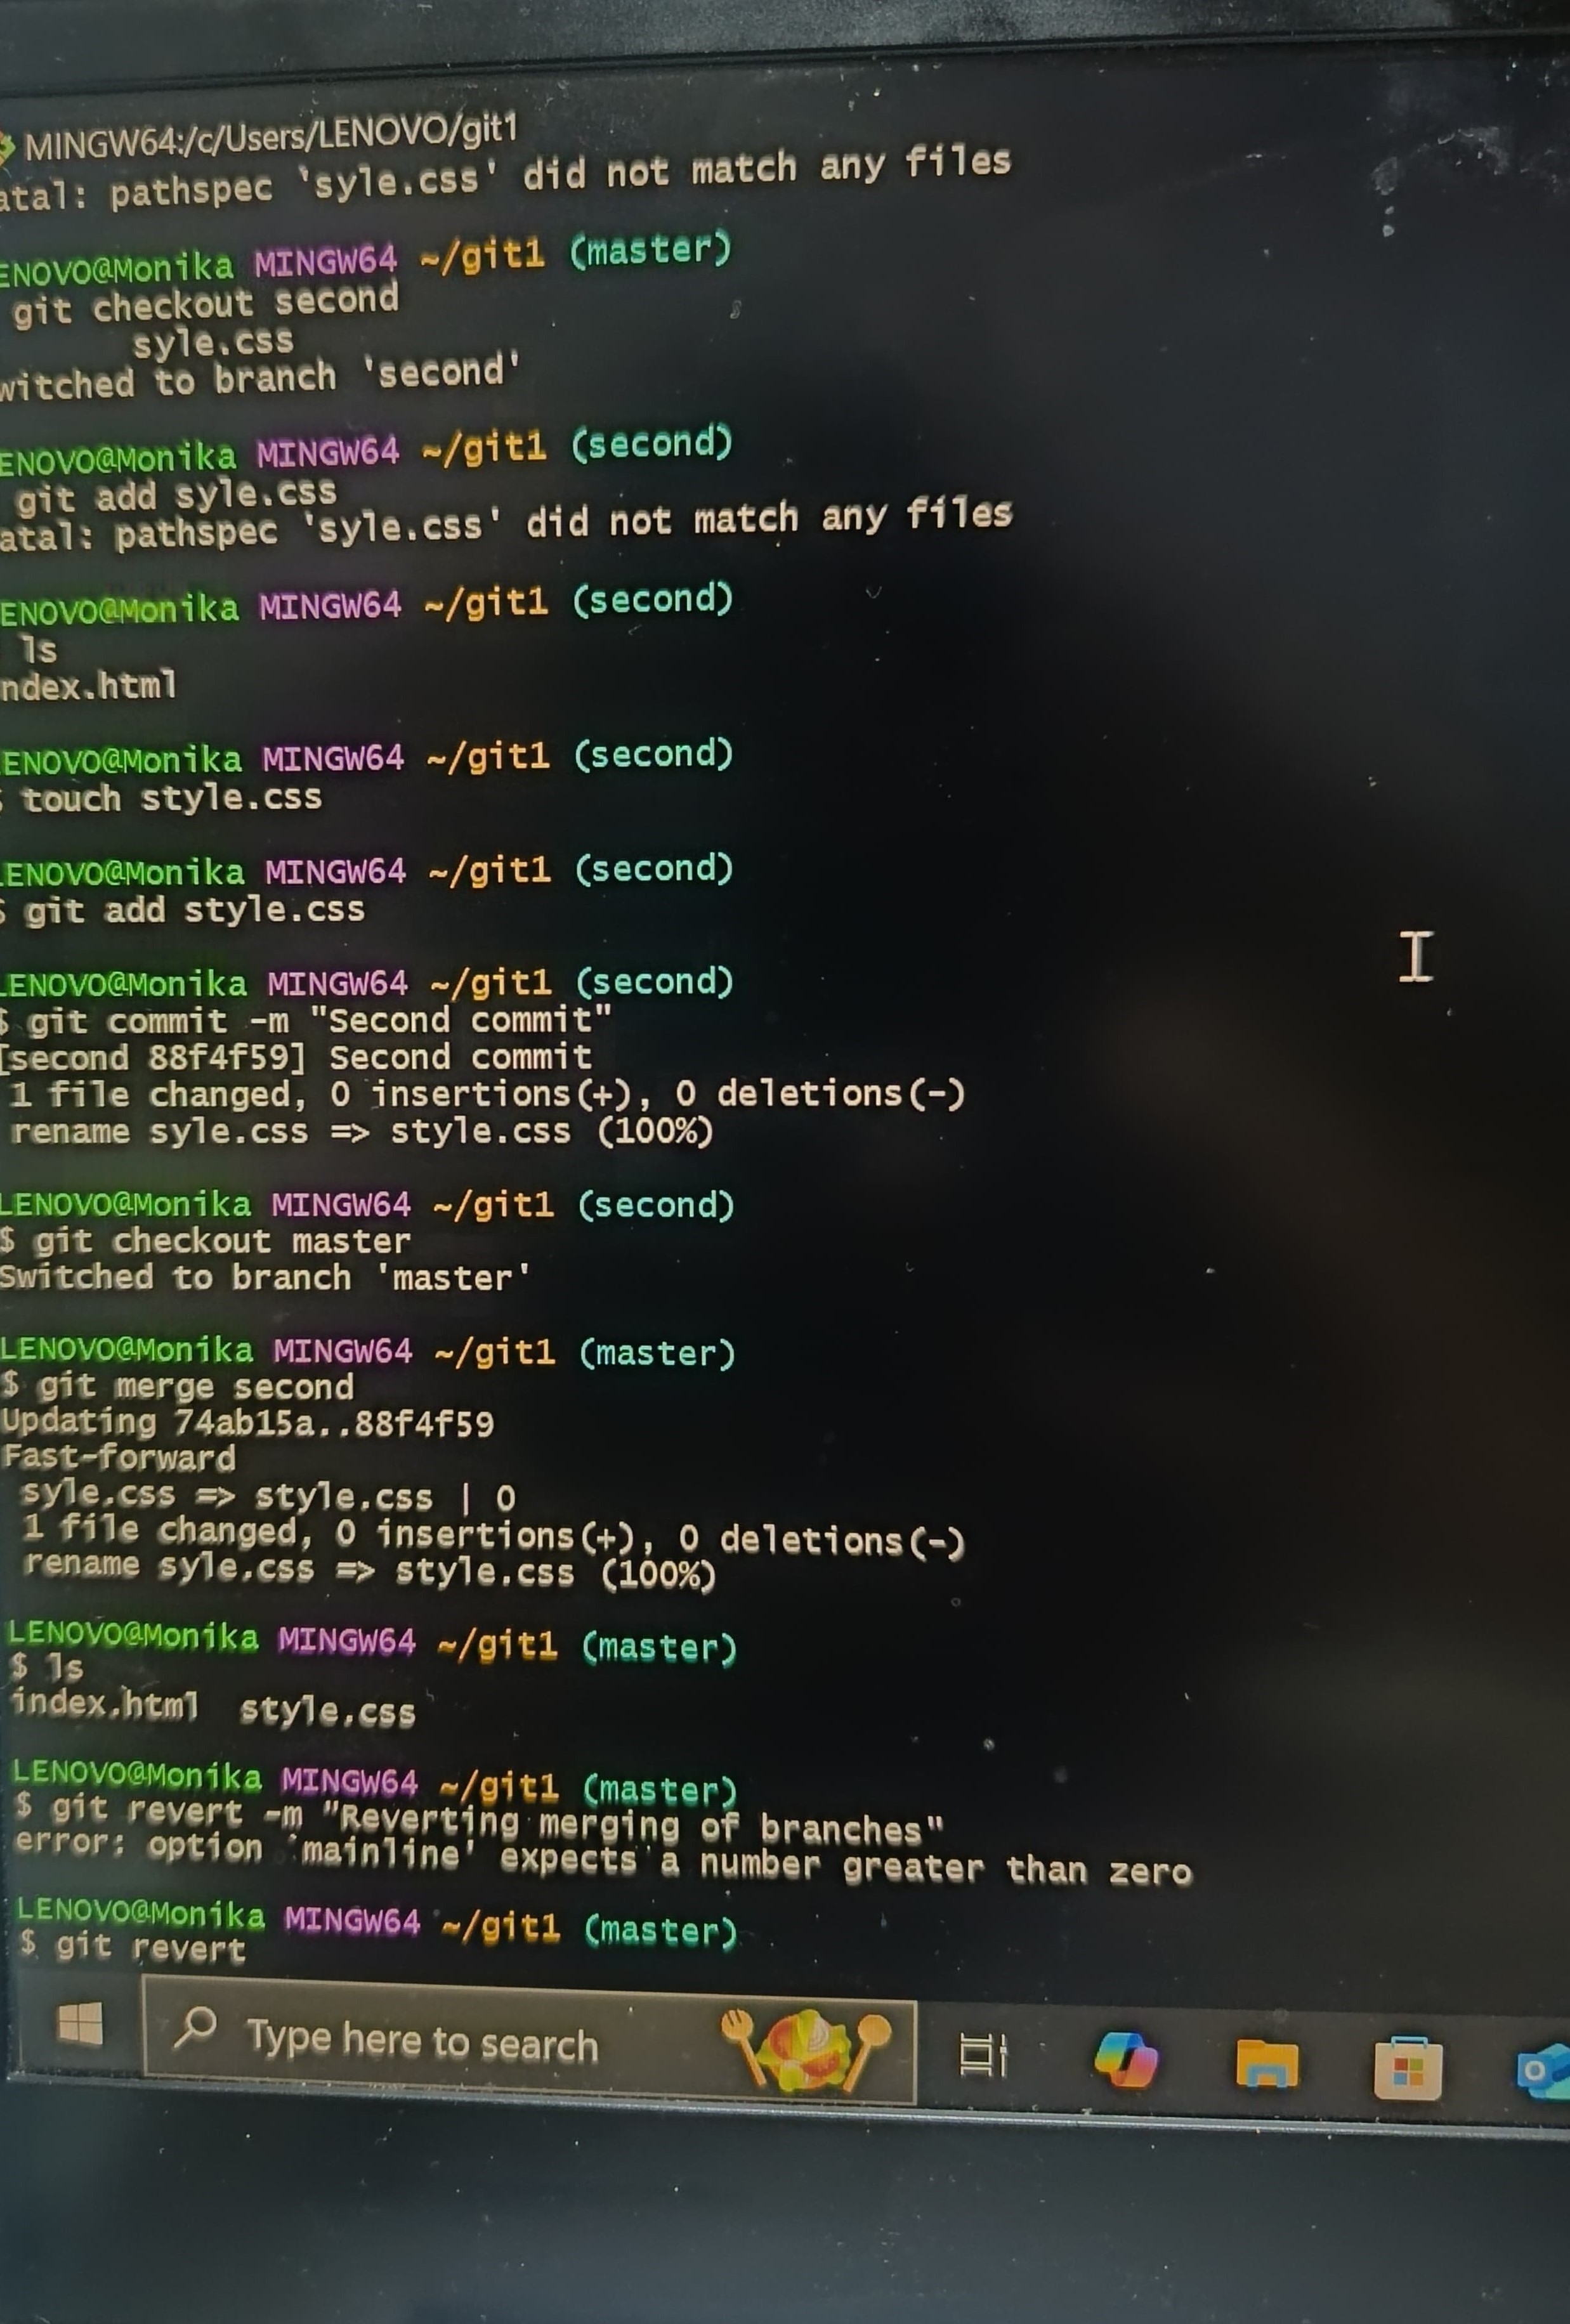 MINGW64:/c/Users/LENOVO/git1
atal: pathspec 'syle.css' did not match any files
ENOVO@Monika MINGW64 ~/git1 (master)
git checkout second
syle.css
witched to branch 'second'
ENOVO@Monika MINGW64 ~/git1 (second)
git add syle.css
atal: pathspec 'syle.css' did not match any files
ENOVO@Monika MINGW64 ~/git1 (second)
ls
ndex.html
ENOVO@Monika MINGW64 ~/git1 (second)
$ touch style.css
LENOVO@Monika MINGW64 ~/git1 (second)
$ git add style.css
LENOVO@Monika MINGW64 ~/git1 (second)
$ git commit -m "Second commit"
[second 88f4f59] Second commit
1 file changed, 0 insertions(+), 0 deletions(-)
rename syle.css => style.css (100%)
LENOVO@Monika MINGW64 ~/git1 (second)
$ git checkout master
Switched to branch 'master'
LENOVO@Monika MINGW64 ~/git1 (master)
$ git merge second
Updating 74ab15a..88f4f59
Fast-forward
syle.css => style.css | 0
1 file changed, 0 insertions(+), 0 deletions(-)
rename syle.css => style.css (100%)
LENOVO@Monika MINGW64 ~/git1 (master)
$ ls
index.html style.css
LENOVO@Monika MINGW64 ~/git1 (master)
$ git revert -m "Reverting merging of branches"
error: option `mainline' expects a number greater than zero
LENOVO@Monika MINGW64 ~/git1 (master)
$ git revert
Type here to search